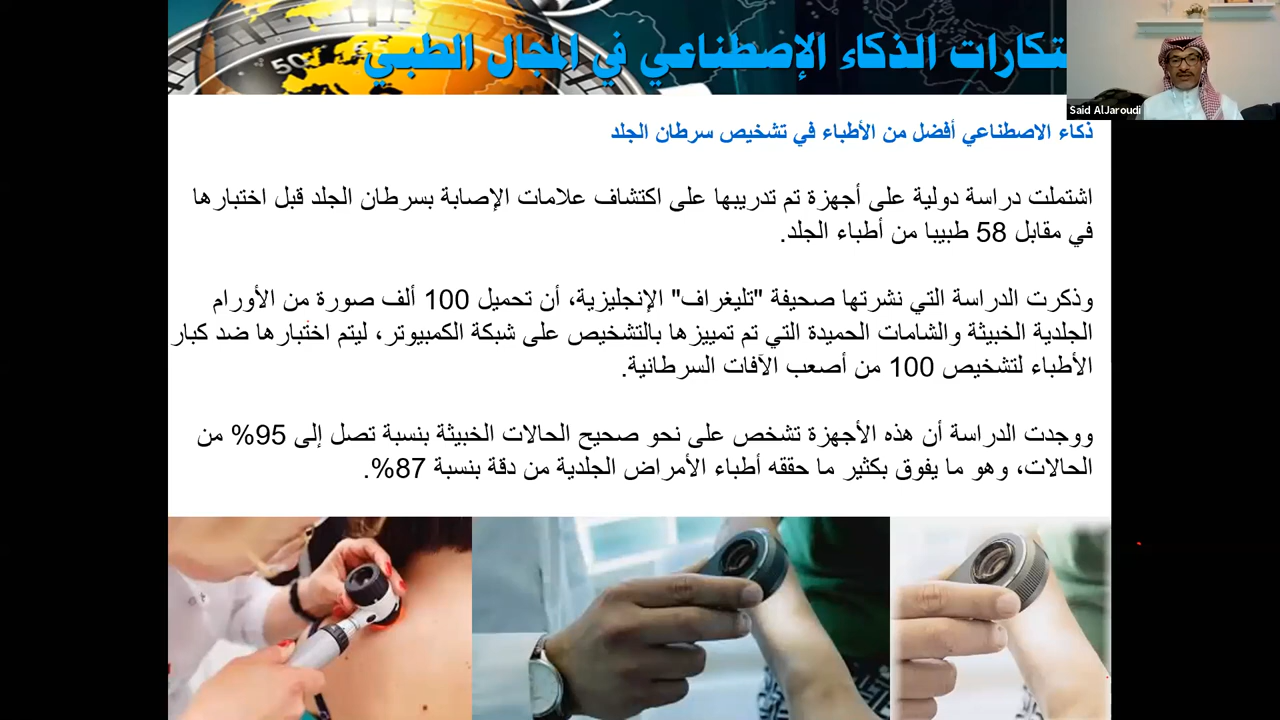 تكارات الذكاء الإصطناعي في المجال الطبي
50
Said AlJaroudi
ذكاء الاصطناعي أفضل من الأطباء في تشخيص سرطان الجلد
اشتملت دراسة دولية على أجهزة تم تدريبها على اكتشاف علامات الإصابة بسرطان الجلد قبل اختبارها
في مقابل 58 طبيبا من أطباء الجلد.
وذكرت الدراسة التي نشرتها صحيفة "تليغراف" الإنجليزية، أن تحميل 100 ألف صورة من الأورام
الجلدية الخبيثة والشامات الحميدة التي تم تمييزها بالتشخيص على شبكة الكمبيوتر، ليتم اختبارها ضد كبار
الأطباء لتشخيص 100 من أصعب الآفات السرطانية.
ووجدت الدراسة أن هذه الأجهزة تشخص على نحو صحيح الحالات الخبيثة بنسبة تصل إلى 95% من
الحالات، وهو ما يفوق بكثير ما حققه أطباء الأمراض الجلدية من دقة بنسبة 87%.